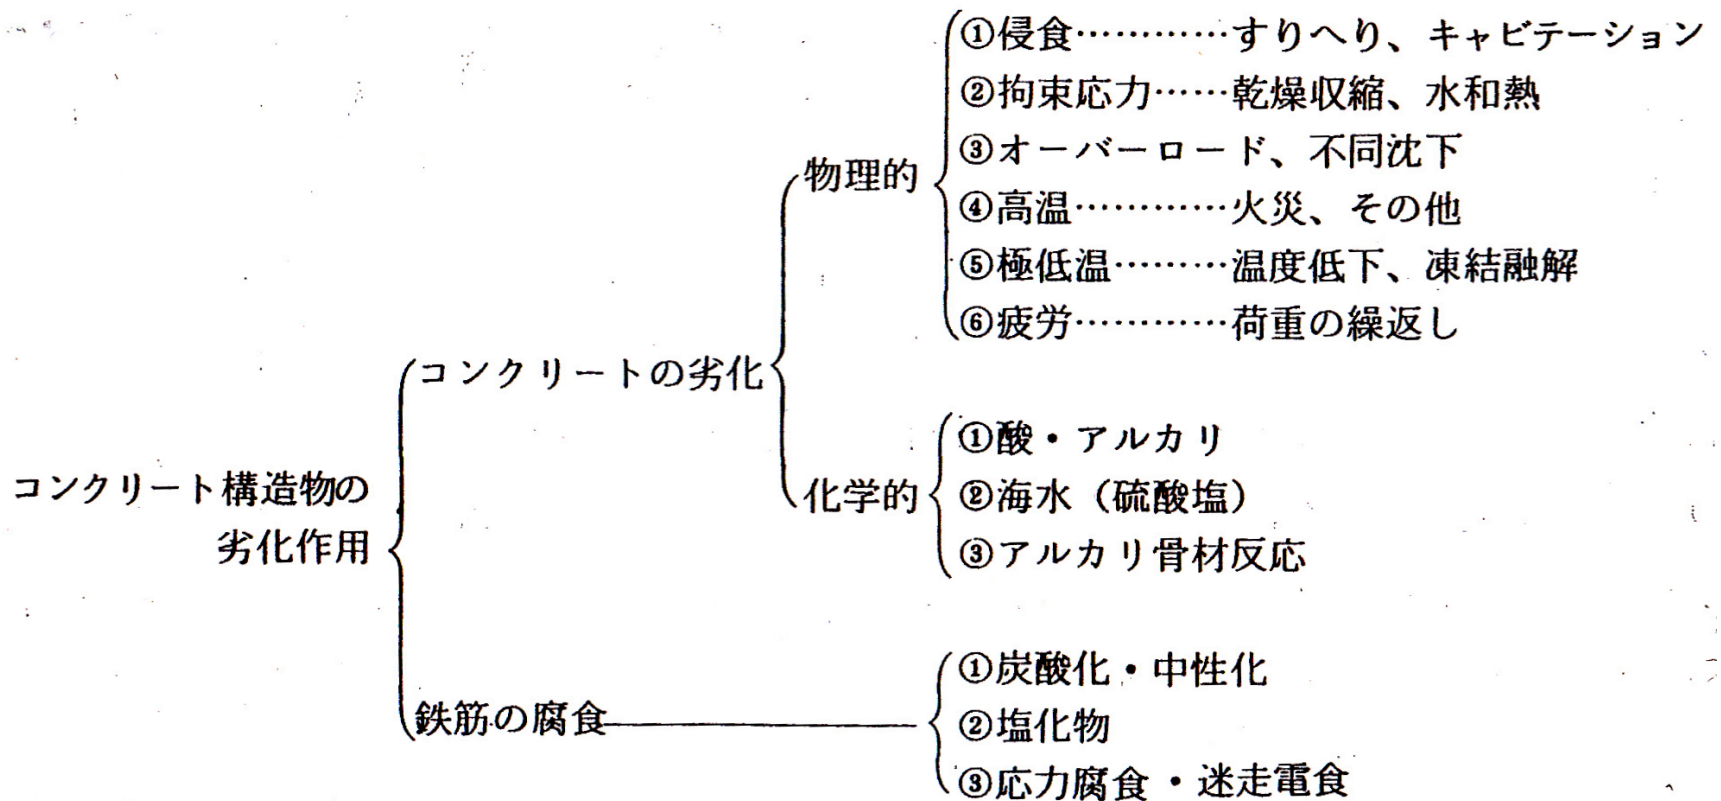 ①侵食…………すりへり、キャビテーション
②拘束応力……乾燥収縮、水和熱
③オーバーロード、不同沈下
物理的
④高温…………火災、その他
⑤極低温………温度低下、凍結融解
⑥疲労…………荷重の繰返し
コンクリートの劣化
①酸・アルカリ
化学的
②海水（硫酸塩）
③アルカリ骨材反応
コンクリート構造物の
劣化作用
①炭酸化・中性化
鉄筋の腐食
②塩化物
③応力腐食・迷走電食